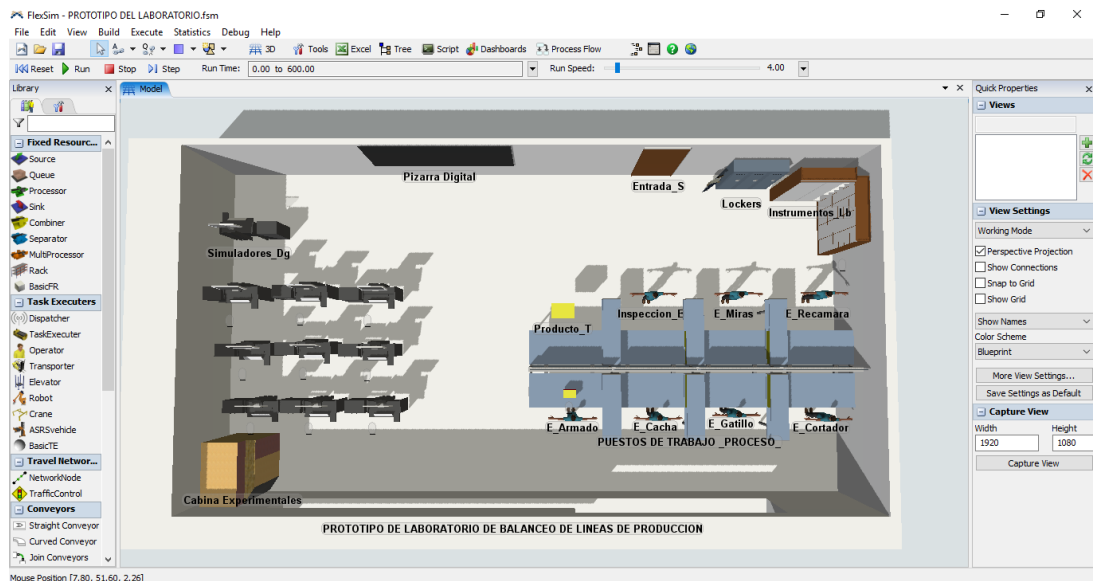 FlexSim - PROTOTIPO DEL LABORATORIO.fsm
File Edit View Build Execute Statistics Debug Help
3D Tools Excel Tree Script Dashboards Process Flow
Reset Run Stop Step Run Time: 0.00 to 600.00 Run Speed: 4.00
Library
Fixed Resourc...
Source
Queue
Processor
Sink
Combiner
Separator
MultiProcessor
Rack
BasicFR
Task Executers
Dispatcher
TaskExecuter
Operator
Transporter
Elevator
Robot
Crane
ASRSvehicle
BasicTE
Travel Networ...
NetworkNode
TrafficControl
Conveyors
Straight Conveyor
Curved Conveyor
Join Conveyors
Model
Pizarra Digital
Entrada_S
Lockers
Instrumentos_Lb
Simuladores_Dg
Inspeccion_E
E_Miras
E_Recamara
Producto_T
E_Armado
E_Cacha
E_Gatillo
E_Cortador
PUESTOS DE TRABAJO _PROCESO_
Cabina Experimentales
PROTOTIPO DE LABORATORIO DE BALANCEO DE LINEAS DE PRODUCCION
Quick Properties
Views
View Settings
Working Mode
Perspective Projection
Show Connections
Snap to Grid
Show Grid
Show Names
Color Scheme
Blueprint
More View Settings...
Save Settings as Default
Capture View
Width Height
1920 1080
Capture View
Mouse Position [7.80, 51.60, 2.26]